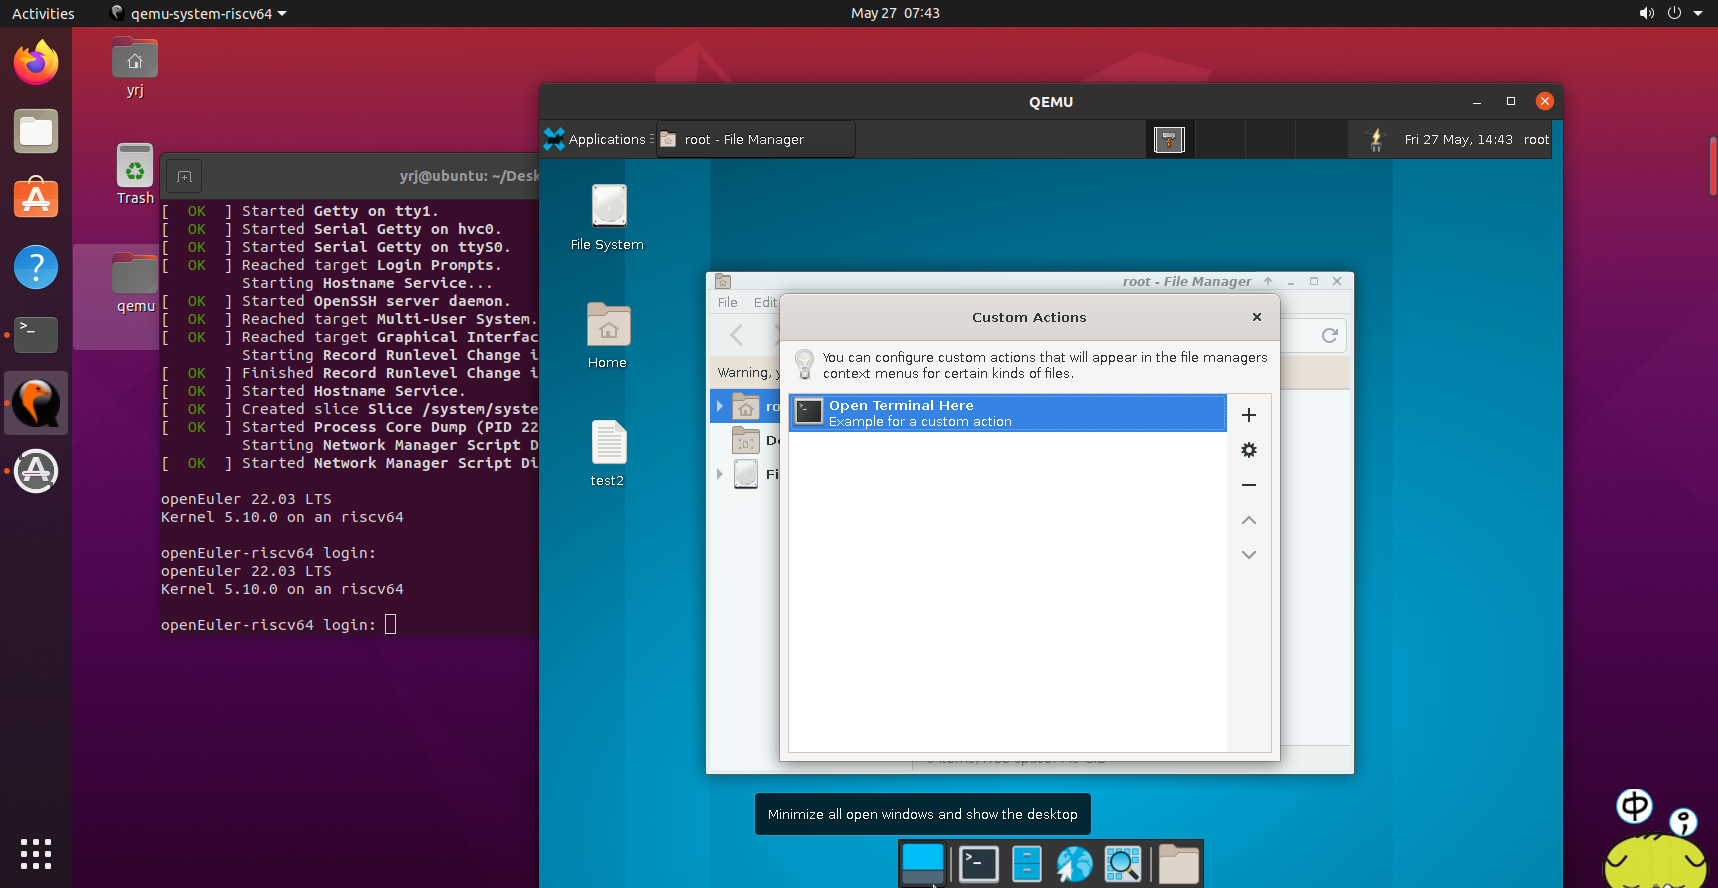 Activities
qemu-system-riscv64
May 27 07:43
yrj
Trash
qemu
yrj@ubuntu: ~/Desk
[ OK ] Started Getty on tty1.
[ OK ] Started Serial Getty on hvc0.
[ OK ] Started Serial Getty on ttyS0.
[ OK ] Reached target Login Prompts.
Starting Hostname Service...
[ OK ] Started OpenSSH server daemon.
[ OK ] Reached target Multi-User System.
[ OK ] Reached target Graphical Interfac
Starting Record Runlevel Change i
[ OK ] Finished Record Runlevel Change i
[ OK ] Started Hostname Service.
[ OK ] Created slice Slice /system/syste
[ OK ] Started Process Core Dump (PID 22
Starting Network Manager Script D
[ OK ] Started Network Manager Script Di
openEuler 22.03 LTS
Kernel 5.10.0 on an riscv64
openEuler-riscv64 login:
openEuler 22.03 LTS
Kernel 5.10.0 on an riscv64
openEuler-riscv64 login:
QEMU
Applications
root - File Manager
Fri 27 May, 14:43
root
File System
Home
test2
root - File Manager
File
Edit
Warning, y
ro
De
Fi
Custom Actions
You can configure custom actions that will appear in the file managers
context menus for certain kinds of files.
Open Terminal Here
Example for a custom action
Minimize all open windows and show the desktop
中